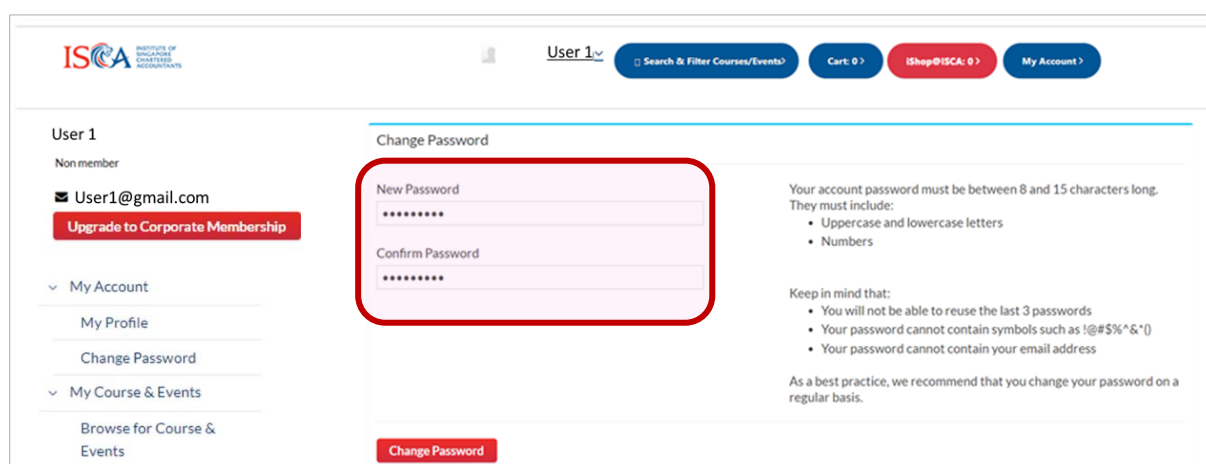 ISCA
INSTITUTE OF
SINGAPORE
CHARTERED
ACCOUNTANTS
User 1
Search & Filter Courses/Events>
Cart: 0 >
iShop@ISCA: 0 >
My Account >
User 1
Non member
User1@gmail.com
Upgrade to Corporate Membership
My Account
My Profile
Change Password
My Course & Events
Browse for Course &
Events
Change Password
New Password
•••••••••
Confirm Password
•••••••••
Your account password must be between 8 and 15 characters long.
They must include:
• Uppercase and lowercase letters
• Numbers
Keep in mind that:
• You will not be able to reuse the last 3 passwords
• Your password cannot contain symbols such as !@#$%^&*()
• Your password cannot contain your email address
As a best practice, we recommend that you change your password on a
regular basis.
Change Password